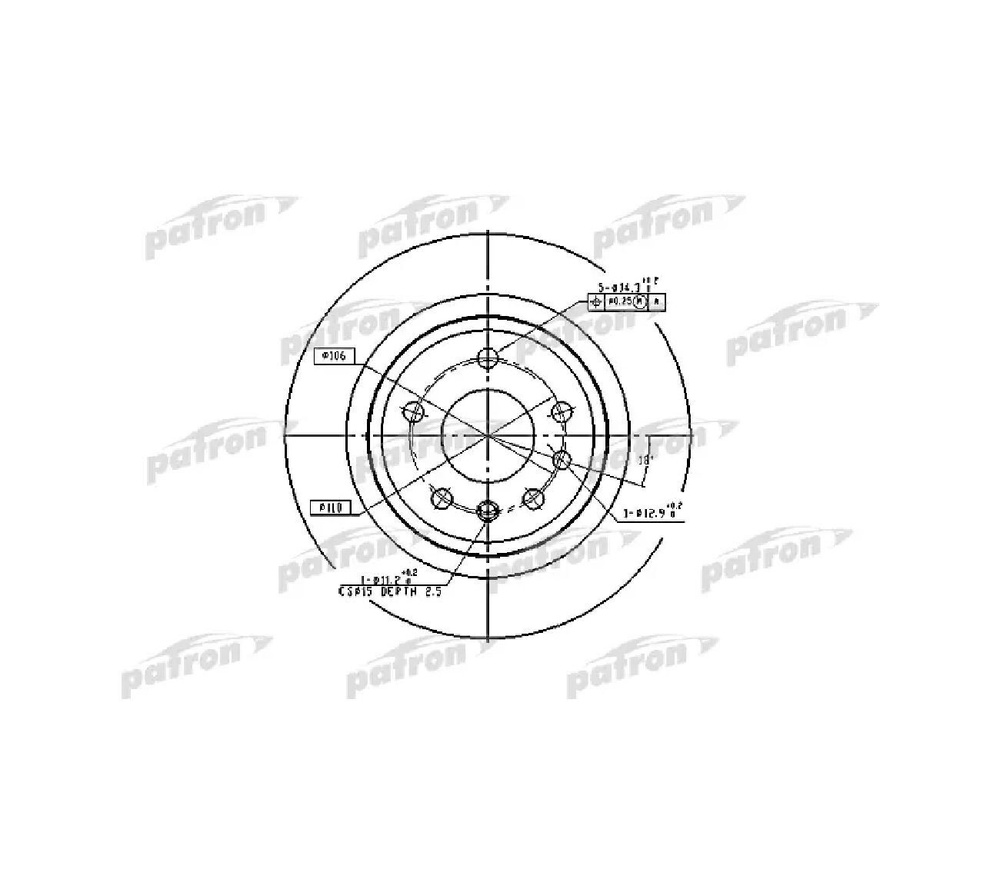 patron patron patron
5-ø14.3 +0.2 0
ø0.25 M A
patron patron patron
ø106
patron patron
18°
ø110
1-ø12.9 +0.2 0
patron patron patron
1-ø11.2 +0.2 0
CSø15 DEPTH 2.5
patron patron patron